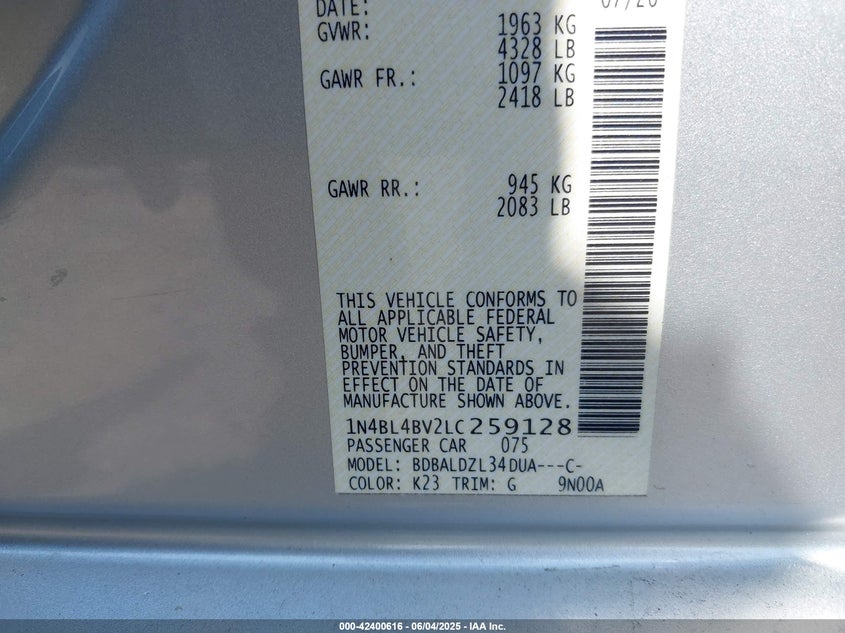 DATE: 07/20
GVWR: 1963 KG
4328 LB
GAWR FR.: 1097 KG
2418 LB
GAWR RR.: 945 KG
2083 LB
THIS VEHICLE CONFORMS TO
ALL APPLICABLE FEDERAL
MOTOR VEHICLE SAFETY,
BUMPER, AND THEFT
PREVENTION STANDARDS IN
EFFECT ON THE DATE OF
MANUFACTURE SHOWN ABOVE.
1N4BL4BV2LC259128
PASSENGER CAR 075
MODEL: BDBALDZL34DUA---C-
COLOR: K23 TRIM: G 9N00A
000-42400616 - 06/04/2025 - IAA Inc.